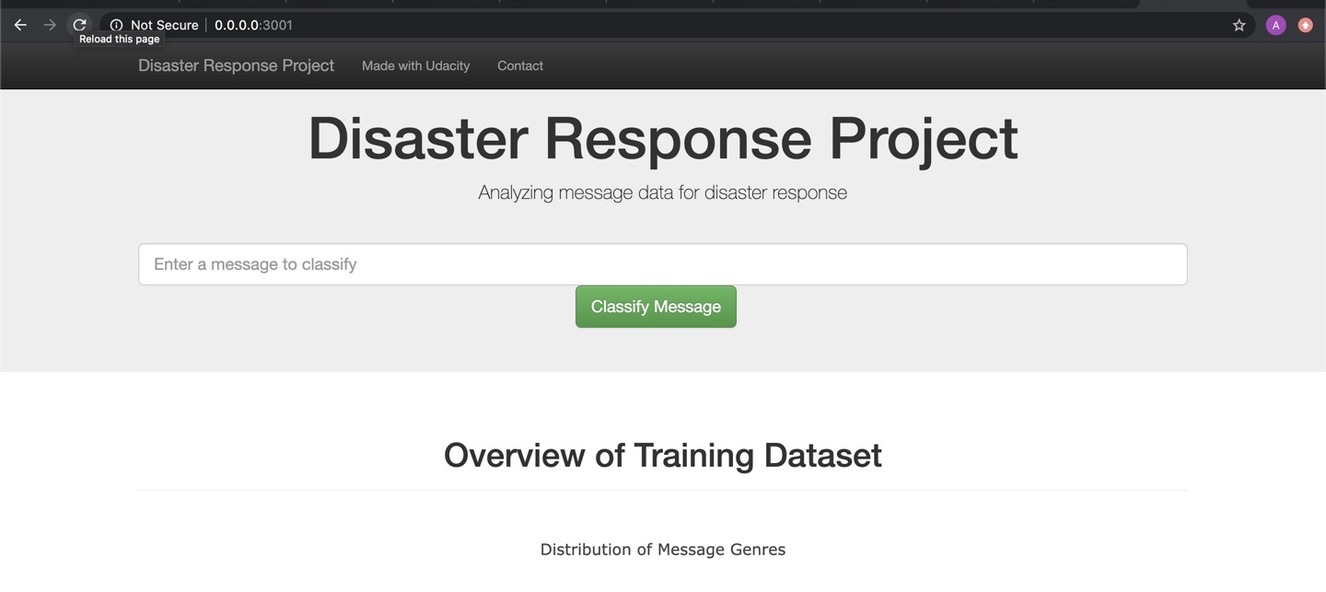 Not Secure | 0.0.0.0:3001
A
Reload this page
Disaster Response Project Made with Udacity Contact
Disaster Response Project
Analyzing message data for disaster response
Enter a message to classify
Classify Message
Overview of Training Dataset
Distribution of Message Genres